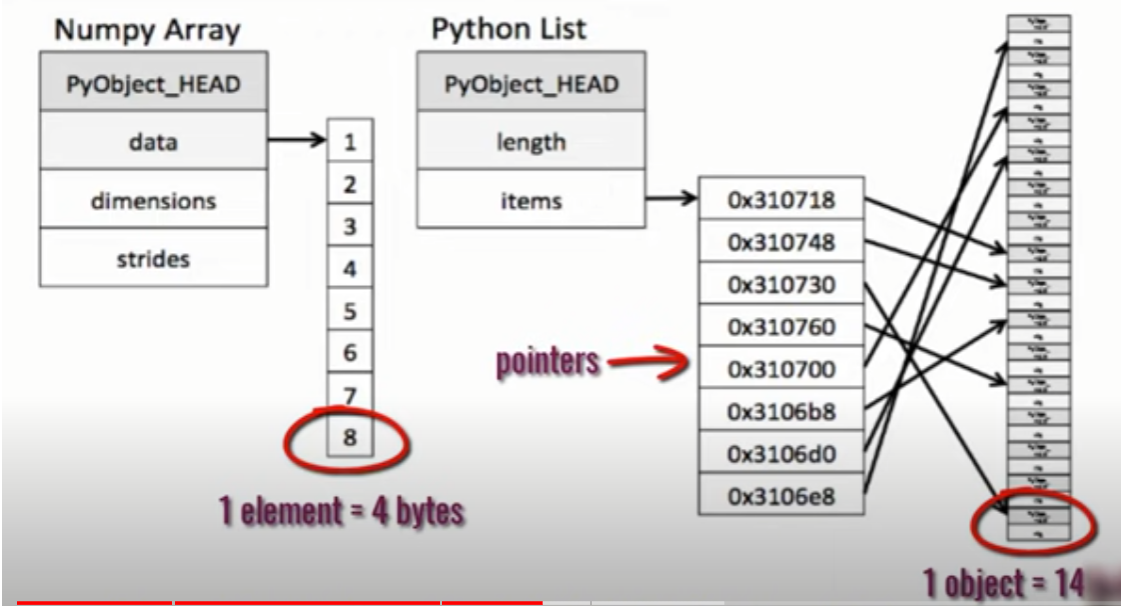 Numpy Array
PyObject_HEAD
data
dimensions
strides
1
2
3
4
5
6
7
8
1 element = 4 bytes
Python List
PyObject_HEAD
length
items
pointers
0x310718
0x310748
0x310730
0x310760
0x310700
0x3106b8
0x3106d0
0x3106e8
1 object = 14